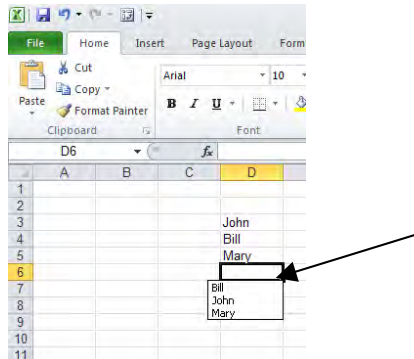 File Home Insert Page Layout Form
Cut
Copy
Paste
Format Painter
Clipboard
Arial 10
B I U
Font
D6 fx
A B C D
1
2
3 John
4 Bill
5 Mary
6
7 Bill
8 John
9 Mary
10
11